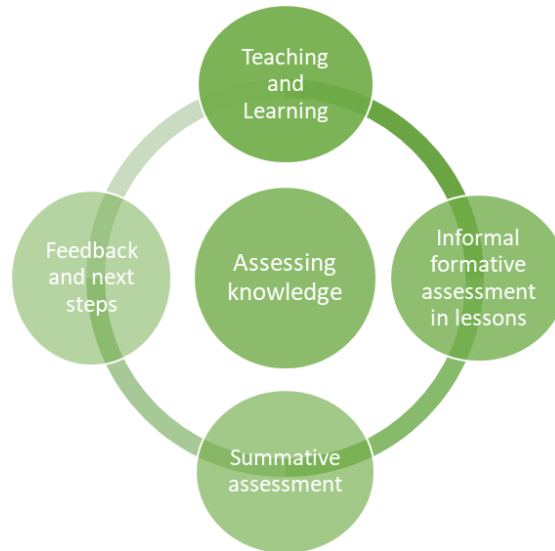 Teaching
and
Learning
Informal
formative
assessment
in lessons
Summative
assessment
Feedback
and next
steps
Assessing
knowledge